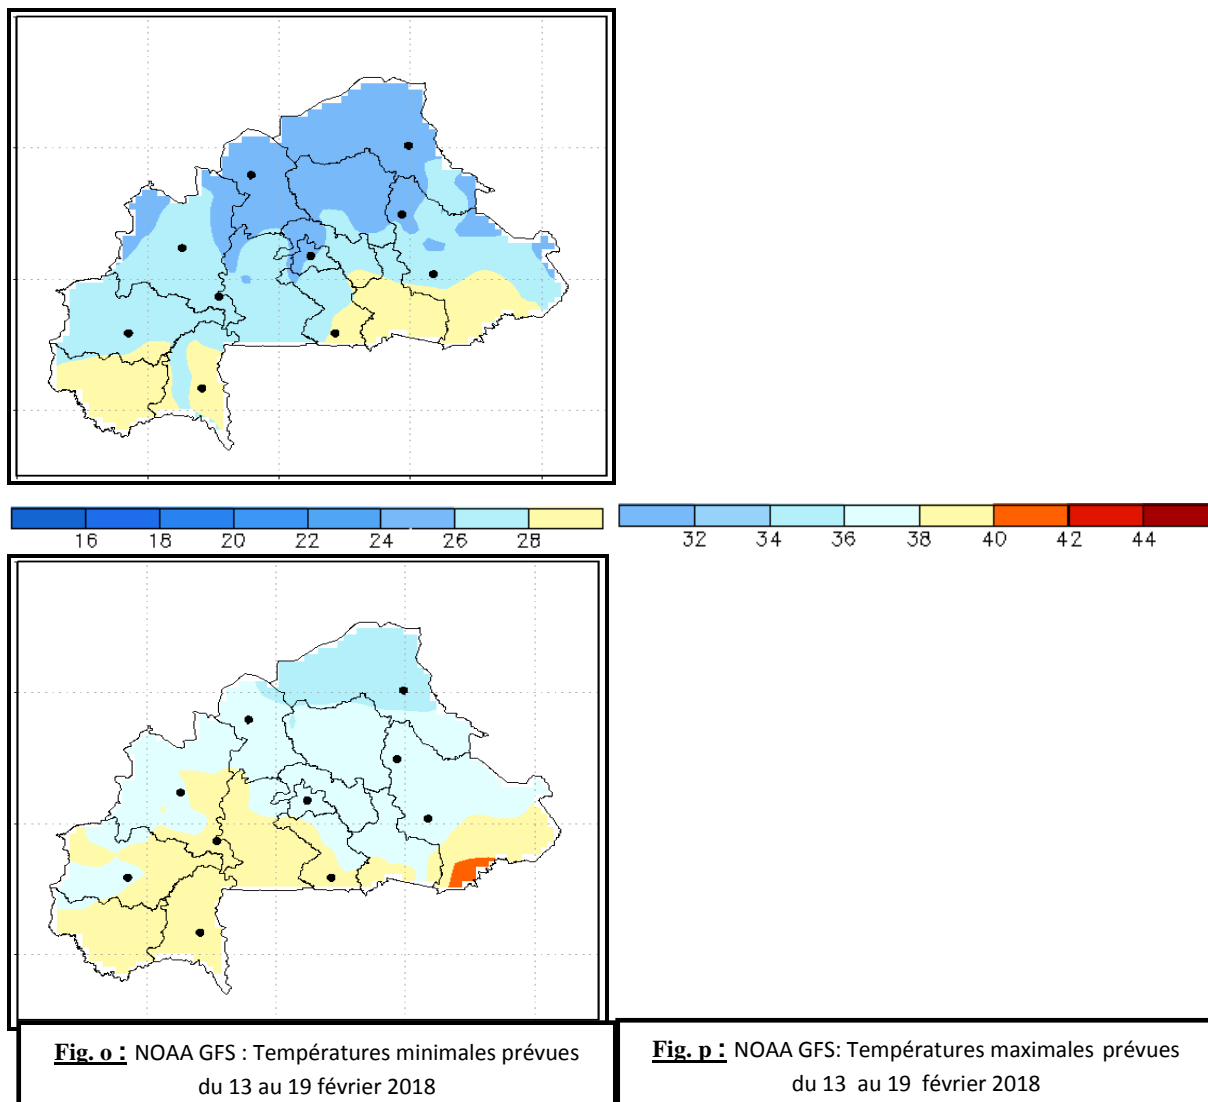 16 18 20 22 24 26 28
32 34 36 38 40 42 44
Fig. o : NOAA GFS : Températures minimales prévues
du 13 au 19 février 2018
Fig. p : NOAA GFS: Températures maximales prévues
du 13 au 19 février 2018